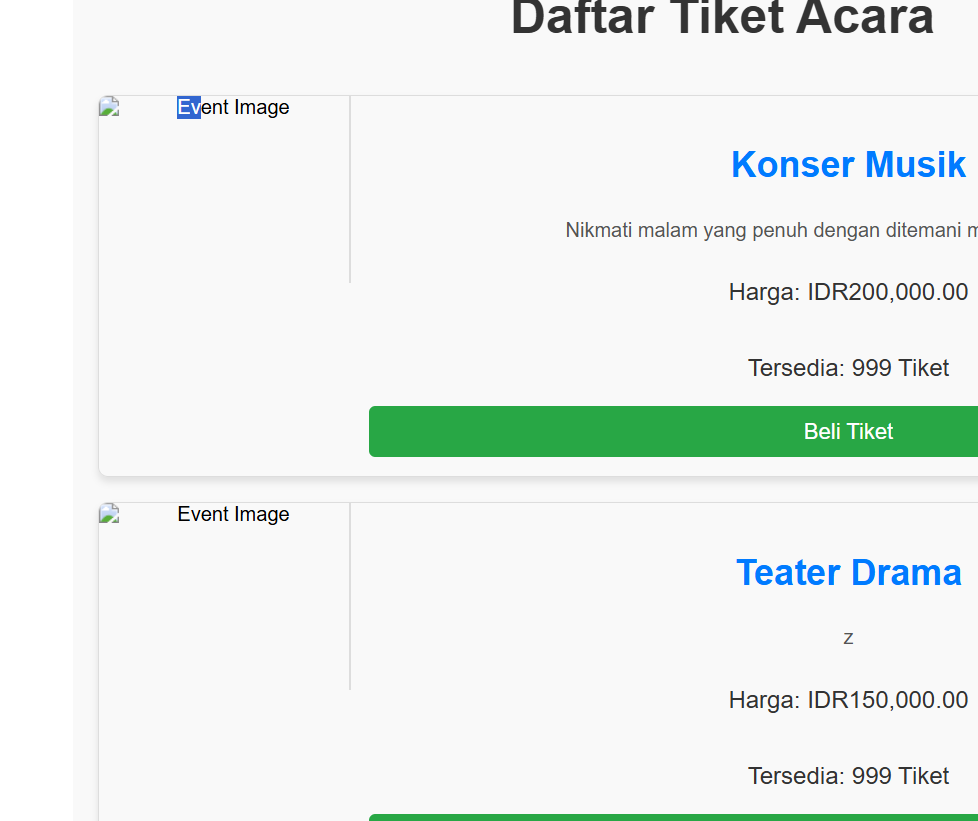 Daftar Tiket Acara
Event Image
Konser Musik
Nikmati malam yang penuh dengan ditemani
Harga: IDR200,000.00
Tersedia: 999 Tiket
Beli Tiket
Event Image
Teater Drama
z
Harga: IDR150,000.00
Tersedia: 999 Tiket